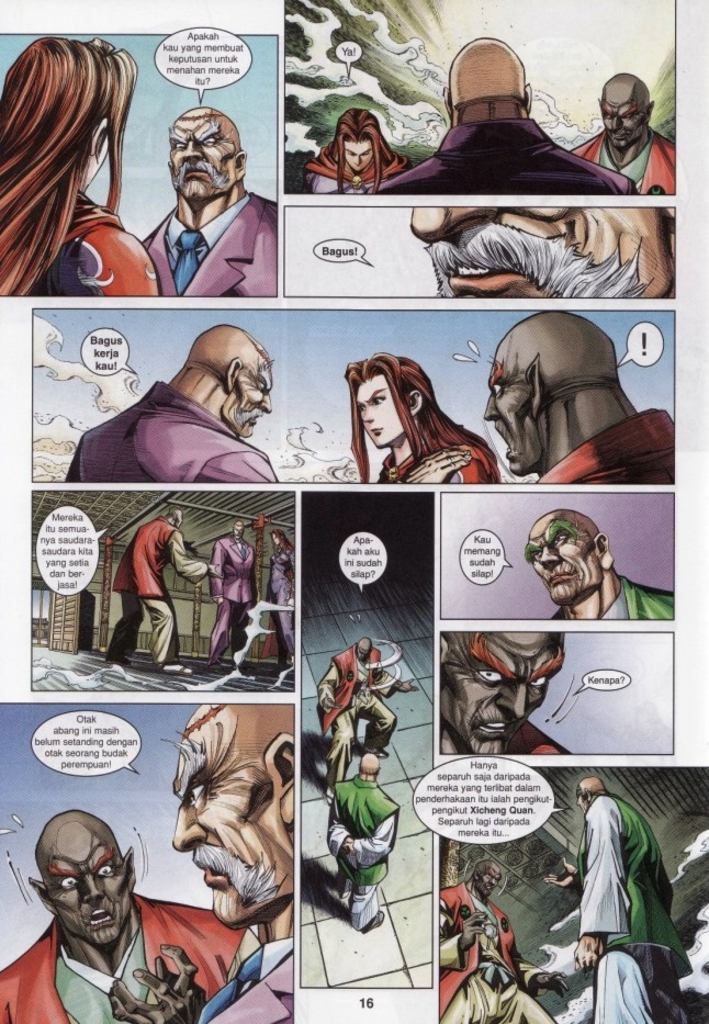 Apakah
kau yang membuat
keputusan untuk
menahan mereka
itu?
Ya!
Bagus!
Bagus
kerja
kau!
!
Mereka
itu semua-
nya saudara-
saudara kita
yang setia
dan ber-
jasa!
Apa-
kah aku
ini sudah
silap?
Kau
memang
sudah
silap!
Kenapa?
Otak
abang ini masih
belum setanding dengan
otak seorang budak
perempuan!
Hanya
separuh saja daripada
mereka yang terlibat dalam
penderhakaan itu ialah pengikut-
pengikut Xicheng Quan.
Separuh lagi daripada
mereka itu...
16